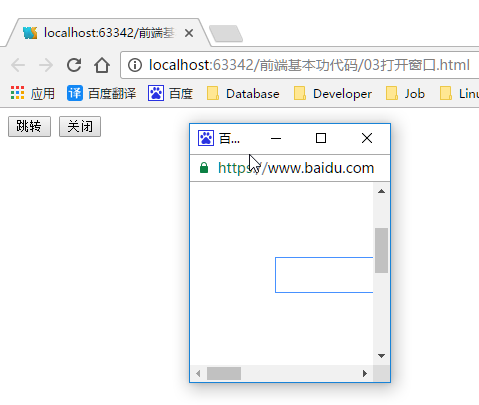 localhost:63342/前端基
localhost:63342/前端基本功代码/03打开窗口.html
应用 译 百度翻译 百度 Database Developer Job Linu
跳转 关闭
百...
https://www.baidu.com